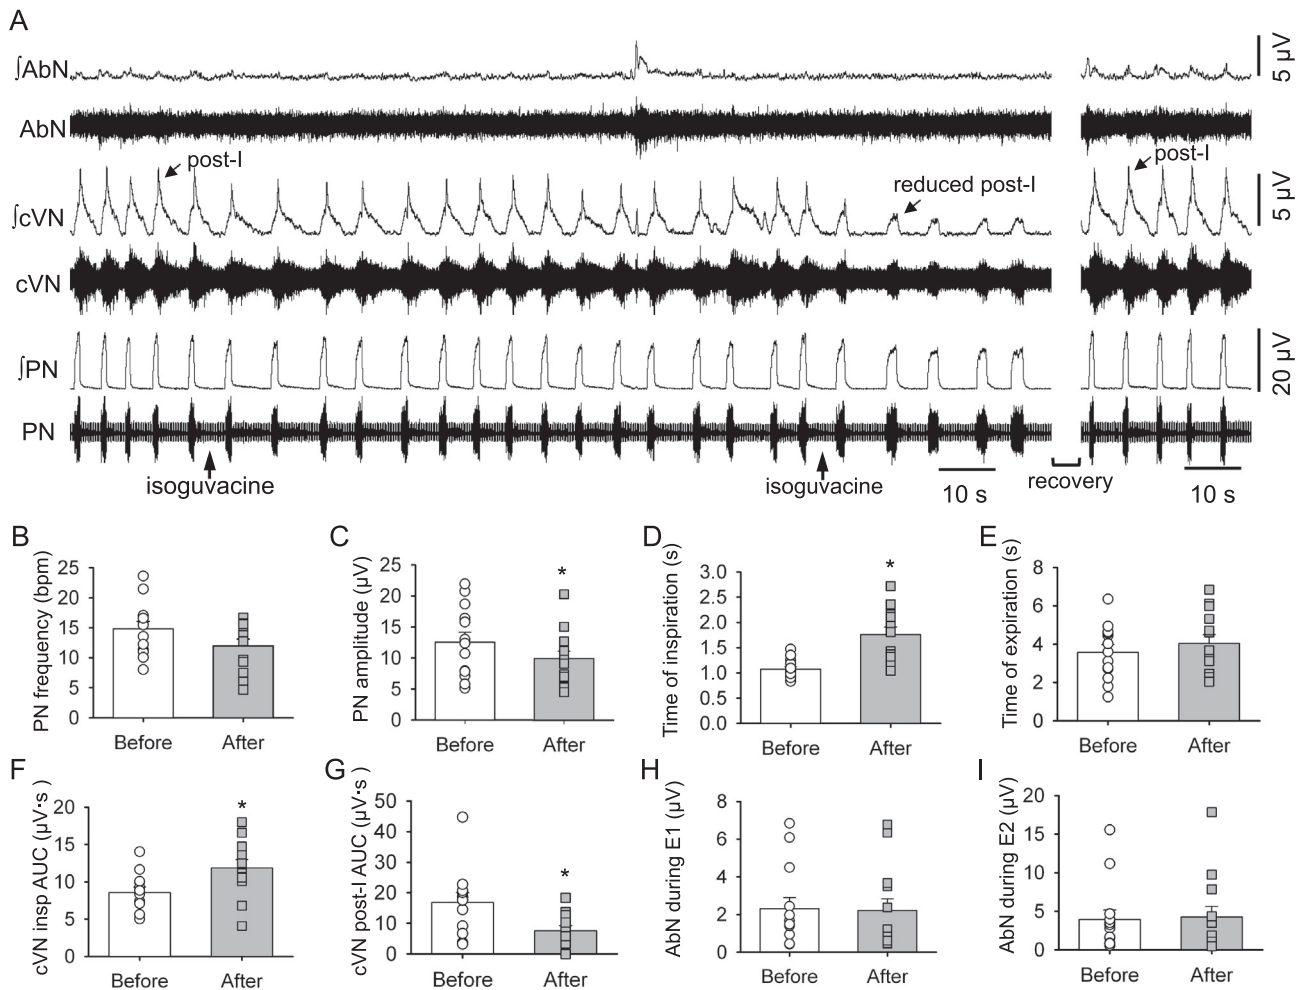 A
∫AbN
5 µV
AbN
post-I
post-I
reduced post-I
∫cVN
5 µV
cVN
∫PN
20 µV
PN
isoguvacine
isoguvacine
10 s
recovery
10 s
B
PN frequency (bpm)
25
20
15
10
5
0
Before
After
C
PN amplitude (µV)
25
20
15
10
5
0
*
Before
After
D
Time of inspiration (s)
3.0
2.5
2.0
1.5
1.0
0.5
0.0
*
Before
After
E
Time of expiration (s)
8
6
4
2
0
Before
After
F
cVN insp AUC (µV·s )
20
15
10
5
0
*
Before
After
G
cVN post-I AUC (µV·s )
50
40
30
20
10
0
*
Before
After
H
AbN during E1 (µV)
8
6
4
2
0
Before
After
I
AbN during E2 (µV)
20
15
10
5
0
Before
After